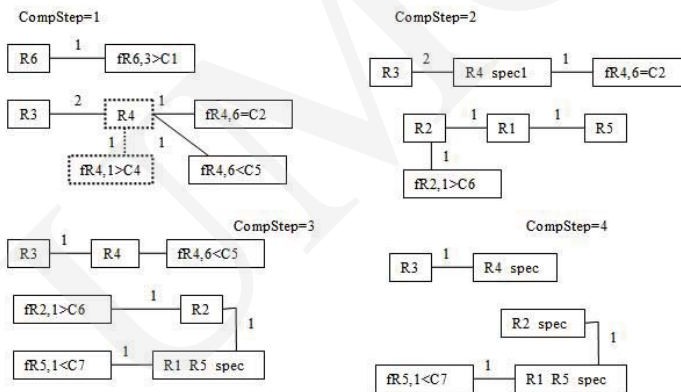 CompStep=1
R6 1 fR6,3>C1
R3 2 R4 1 fR4,6=C2
1 1
fR4,1>C4 fR4,6<C5
CompStep=2
R3 2 R4 spec1 1 fR4,6=C2
R2 1 R1 1 R5
1
fR2,1>C6
CompStep=3
R3 1 R4 fR4,6<C5
fR2,1>C6 1 R2
1
fR5,1<C7 1 R1 R5 spec
CompStep=4
R3 1 R4 spec
R2 spec
1
fR5,1<C7 1 R1 R5 spec